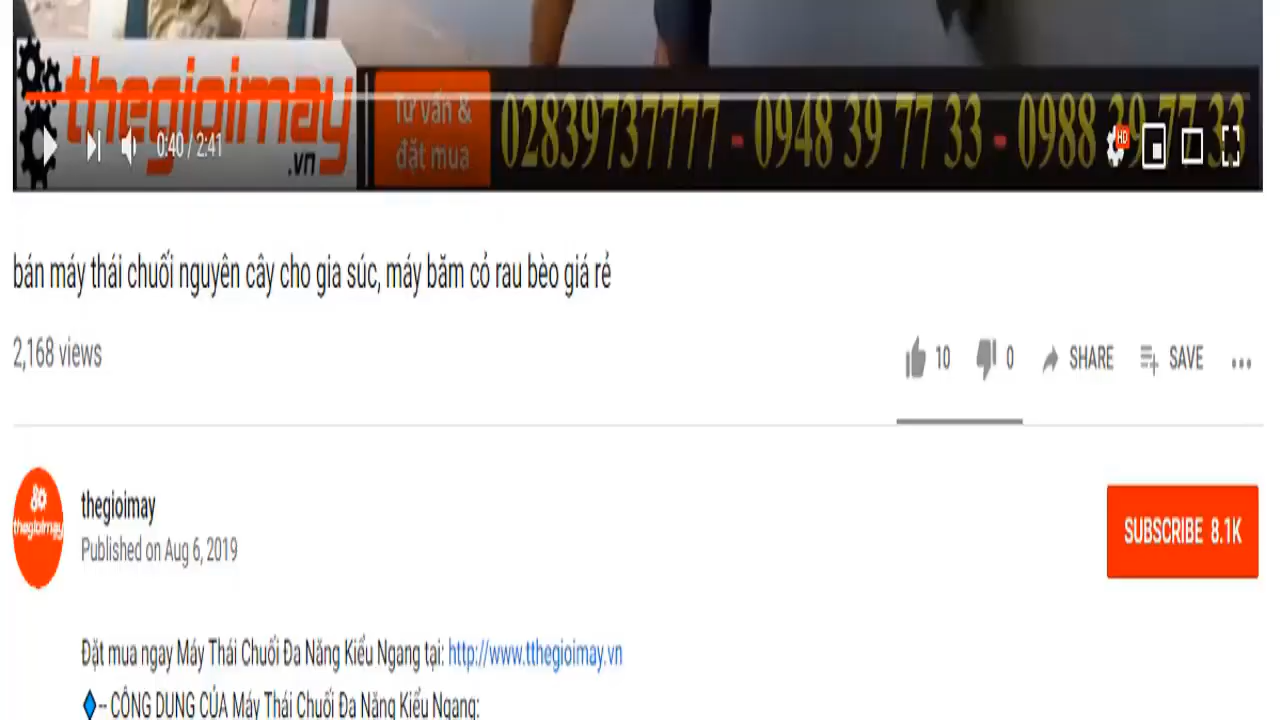 thegioimay
.vn
Tư vấn &
đặt mua
02839737777 - 0948 39 77 33 - 0988 39 77 33
0:40 / 2:41
HD
bán máy thái chuối nguyên cây cho gia súc, máy băm cỏ rau bèo giá rẻ
2,168 views
10 0 SHARE SAVE
thegioimay
thegioimay
Published on Aug 6, 2019
SUBSCRIBE 8.1K
Đặt mua ngay Máy Thái Chuối Đa Năng Kiểu Ngang tại: http://www.tthegioimay.vn
-- CÔNG DỤNG CỦA Máy Thái Chuối Đa Năng Kiểu Ngang: